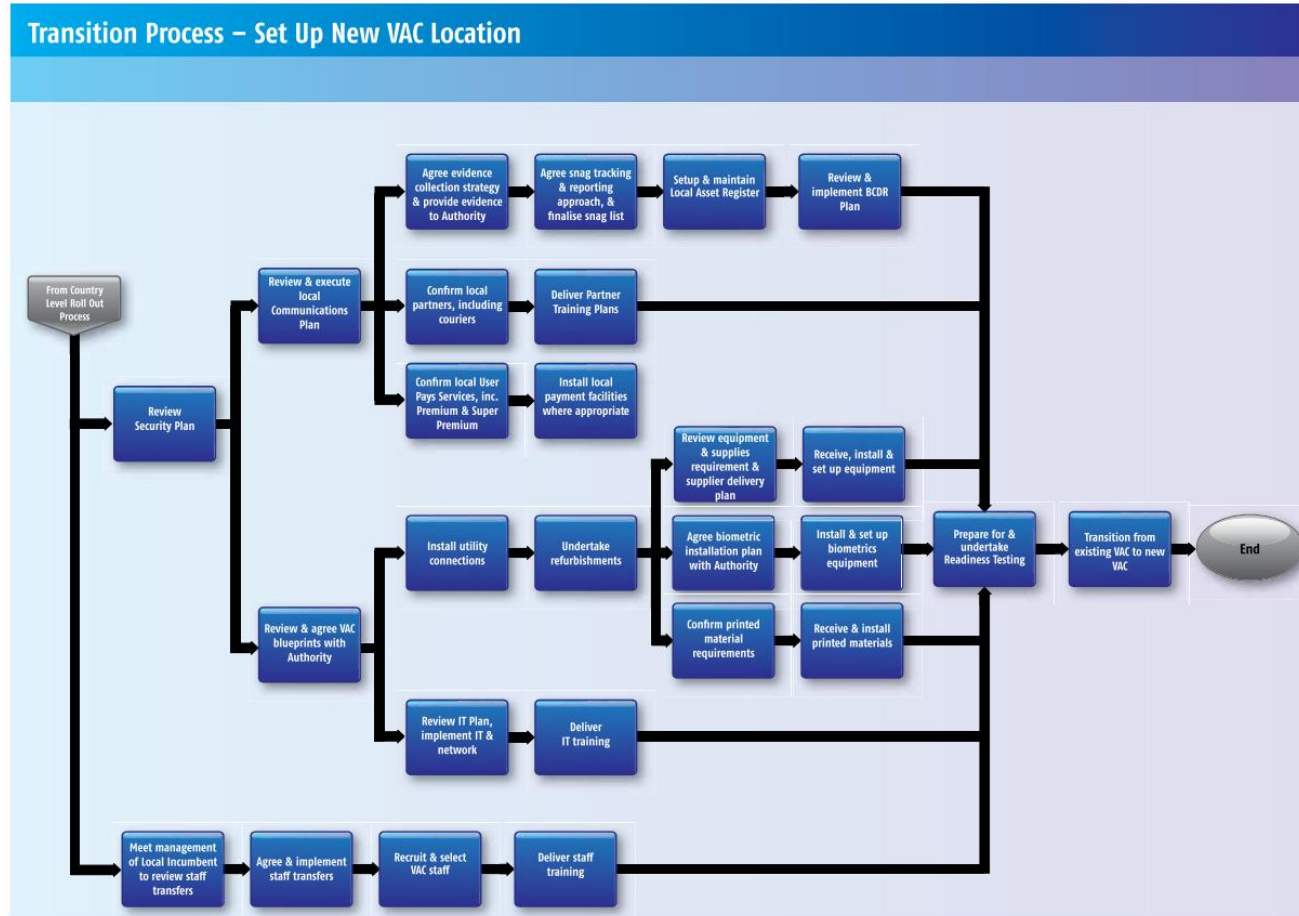 Transition Process – Set Up New VAC Location
Agree evidence
collection strategy
& provide evidence
to Authority
Agree snag tracking
& reporting
approach, &
finalise snag list
Setup & maintain
Local Asset Register
Review &
implement BCDR
Plan
From Country
Level Roll Out
Process
Review & execute
local
Communications
Plan
Confirm local
partners, including
couriers
Deliver Partner
Training Plans
Review
Security Plan
Confirm local User
Pays Services, inc.
Premium & Super
Premium
Install local
payment facilities
where appropriate
Review equipment
& supplies
requirement &
supplier delivery
plan
Receive, install &
set up equipment
Install utility
connections
Undertake
refurbishments
Agree biometric
installation plan
with Authority
Install & set up
biometrics
equipment
Prepare for &
undertake
Readiness Testing
Transition from
existing VAC to new
VAC
End
Review & agree VAC
blueprints with
Authority
Confirm printed
material
requirements
Receive & install
printed materials
Review IT Plan,
implement IT &
network
Deliver
IT training
Meet management
of Local Incumbent
to review staff
transfers
Agree & implement
staff transfers
Recruit & select
VAC staff
Deliver staff
training